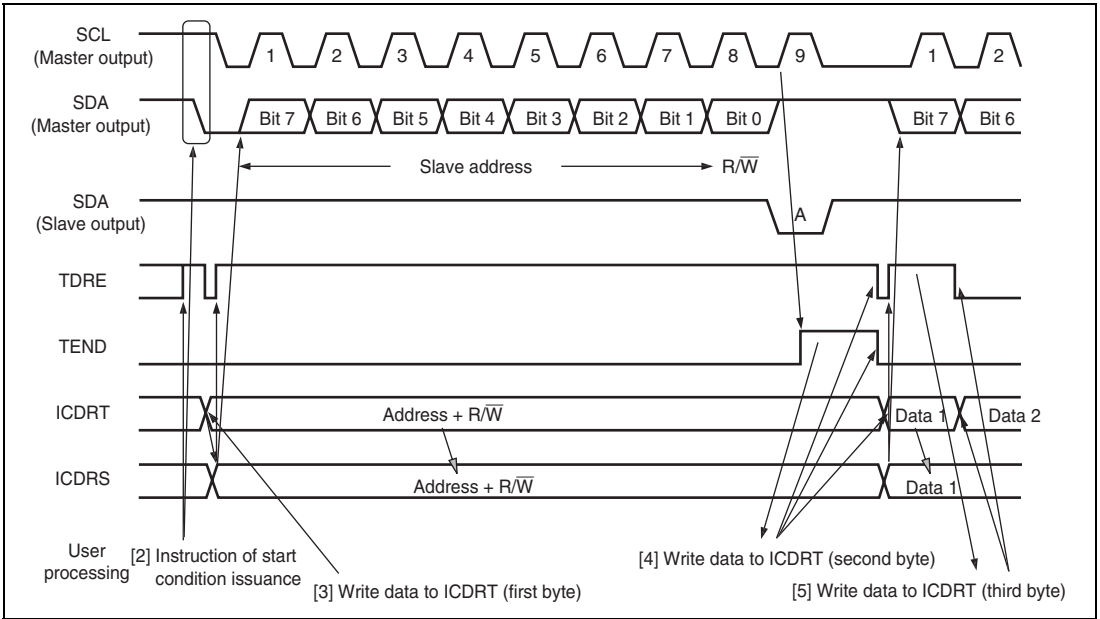 SCL
(Master output)
1 2 3 4 5 6 7 8 9 1 2
SDA
(Master output)
Bit 7 Bit 6 Bit 5 Bit 4 Bit 3 Bit 2 Bit 1 Bit 0 Bit 7 Bit 6
Slave address R/W̅
SDA
(Slave output)
A
TDRE
TEND
ICDRT
Address + R/W̅ Data 1 Data 2
ICDRS
Address + R/W̅ Data 1
User
processing
[2] Instruction of start
condition issuance
[3] Write data to ICDRT (first byte)
[4] Write data to ICDRT (second byte)
[5] Write data to ICDRT (third byte)